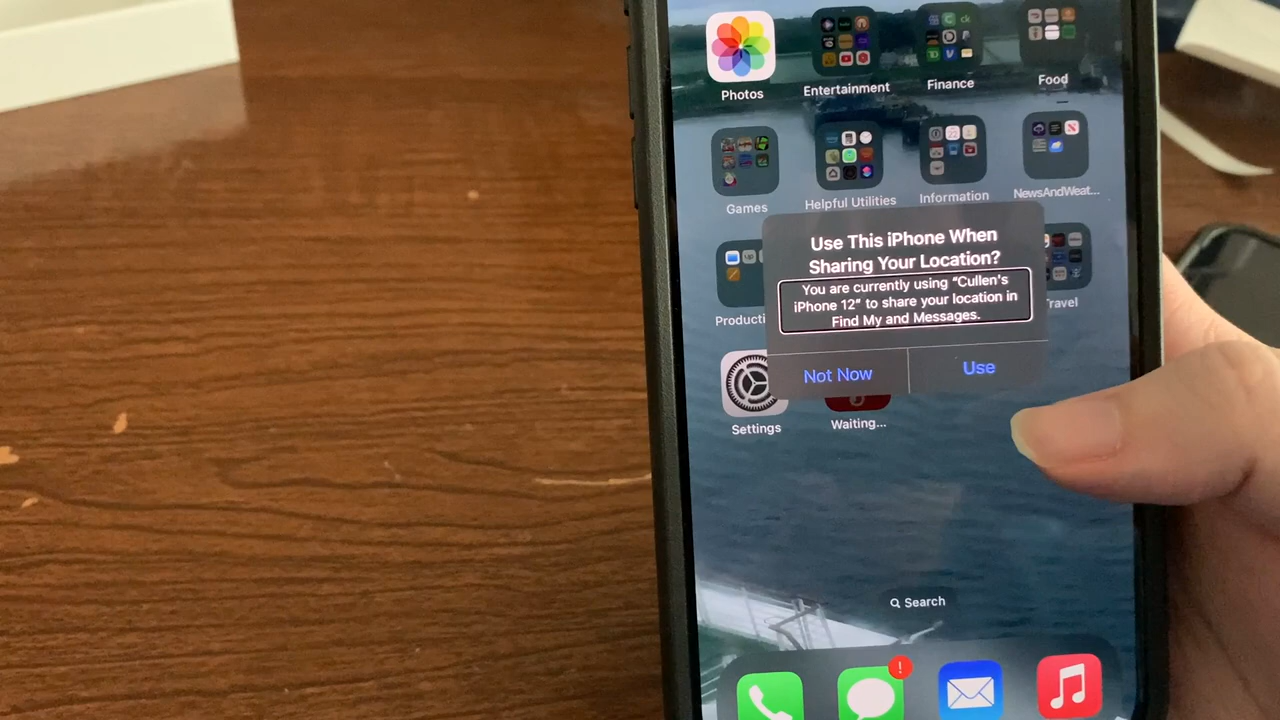 Photos
Entertainment
Finance
Food
Games
Helpful Utilities
Information
NewsAndWeat...
Use This iPhone When
Sharing Your Location?
You are currently using “Cullen's
iPhone 12” to share your location in
Find My and Messages.
Producti
Travel
Not Now
Use
Settings
Waiting...
Search
!